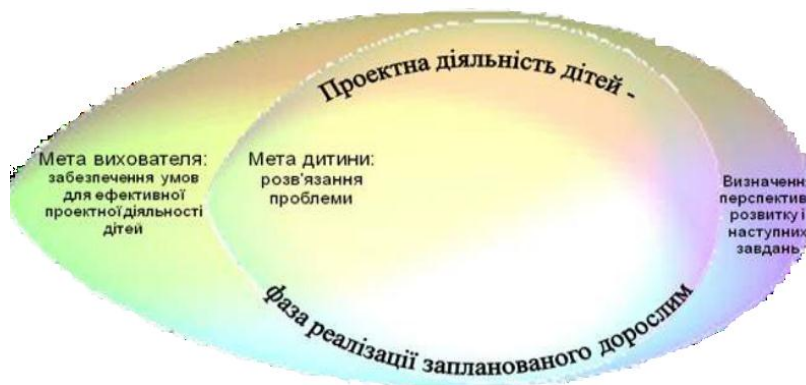 Проектна діяльність дітей -
Мета вихователя:
забезпечення умов
для ефективної
проектної діяльності
дітей
Мета дитини:
розв'язання
проблеми
Визначення
перспектив
розвитку і
наступних
завдань
фаза реалізації запланованого дорослим